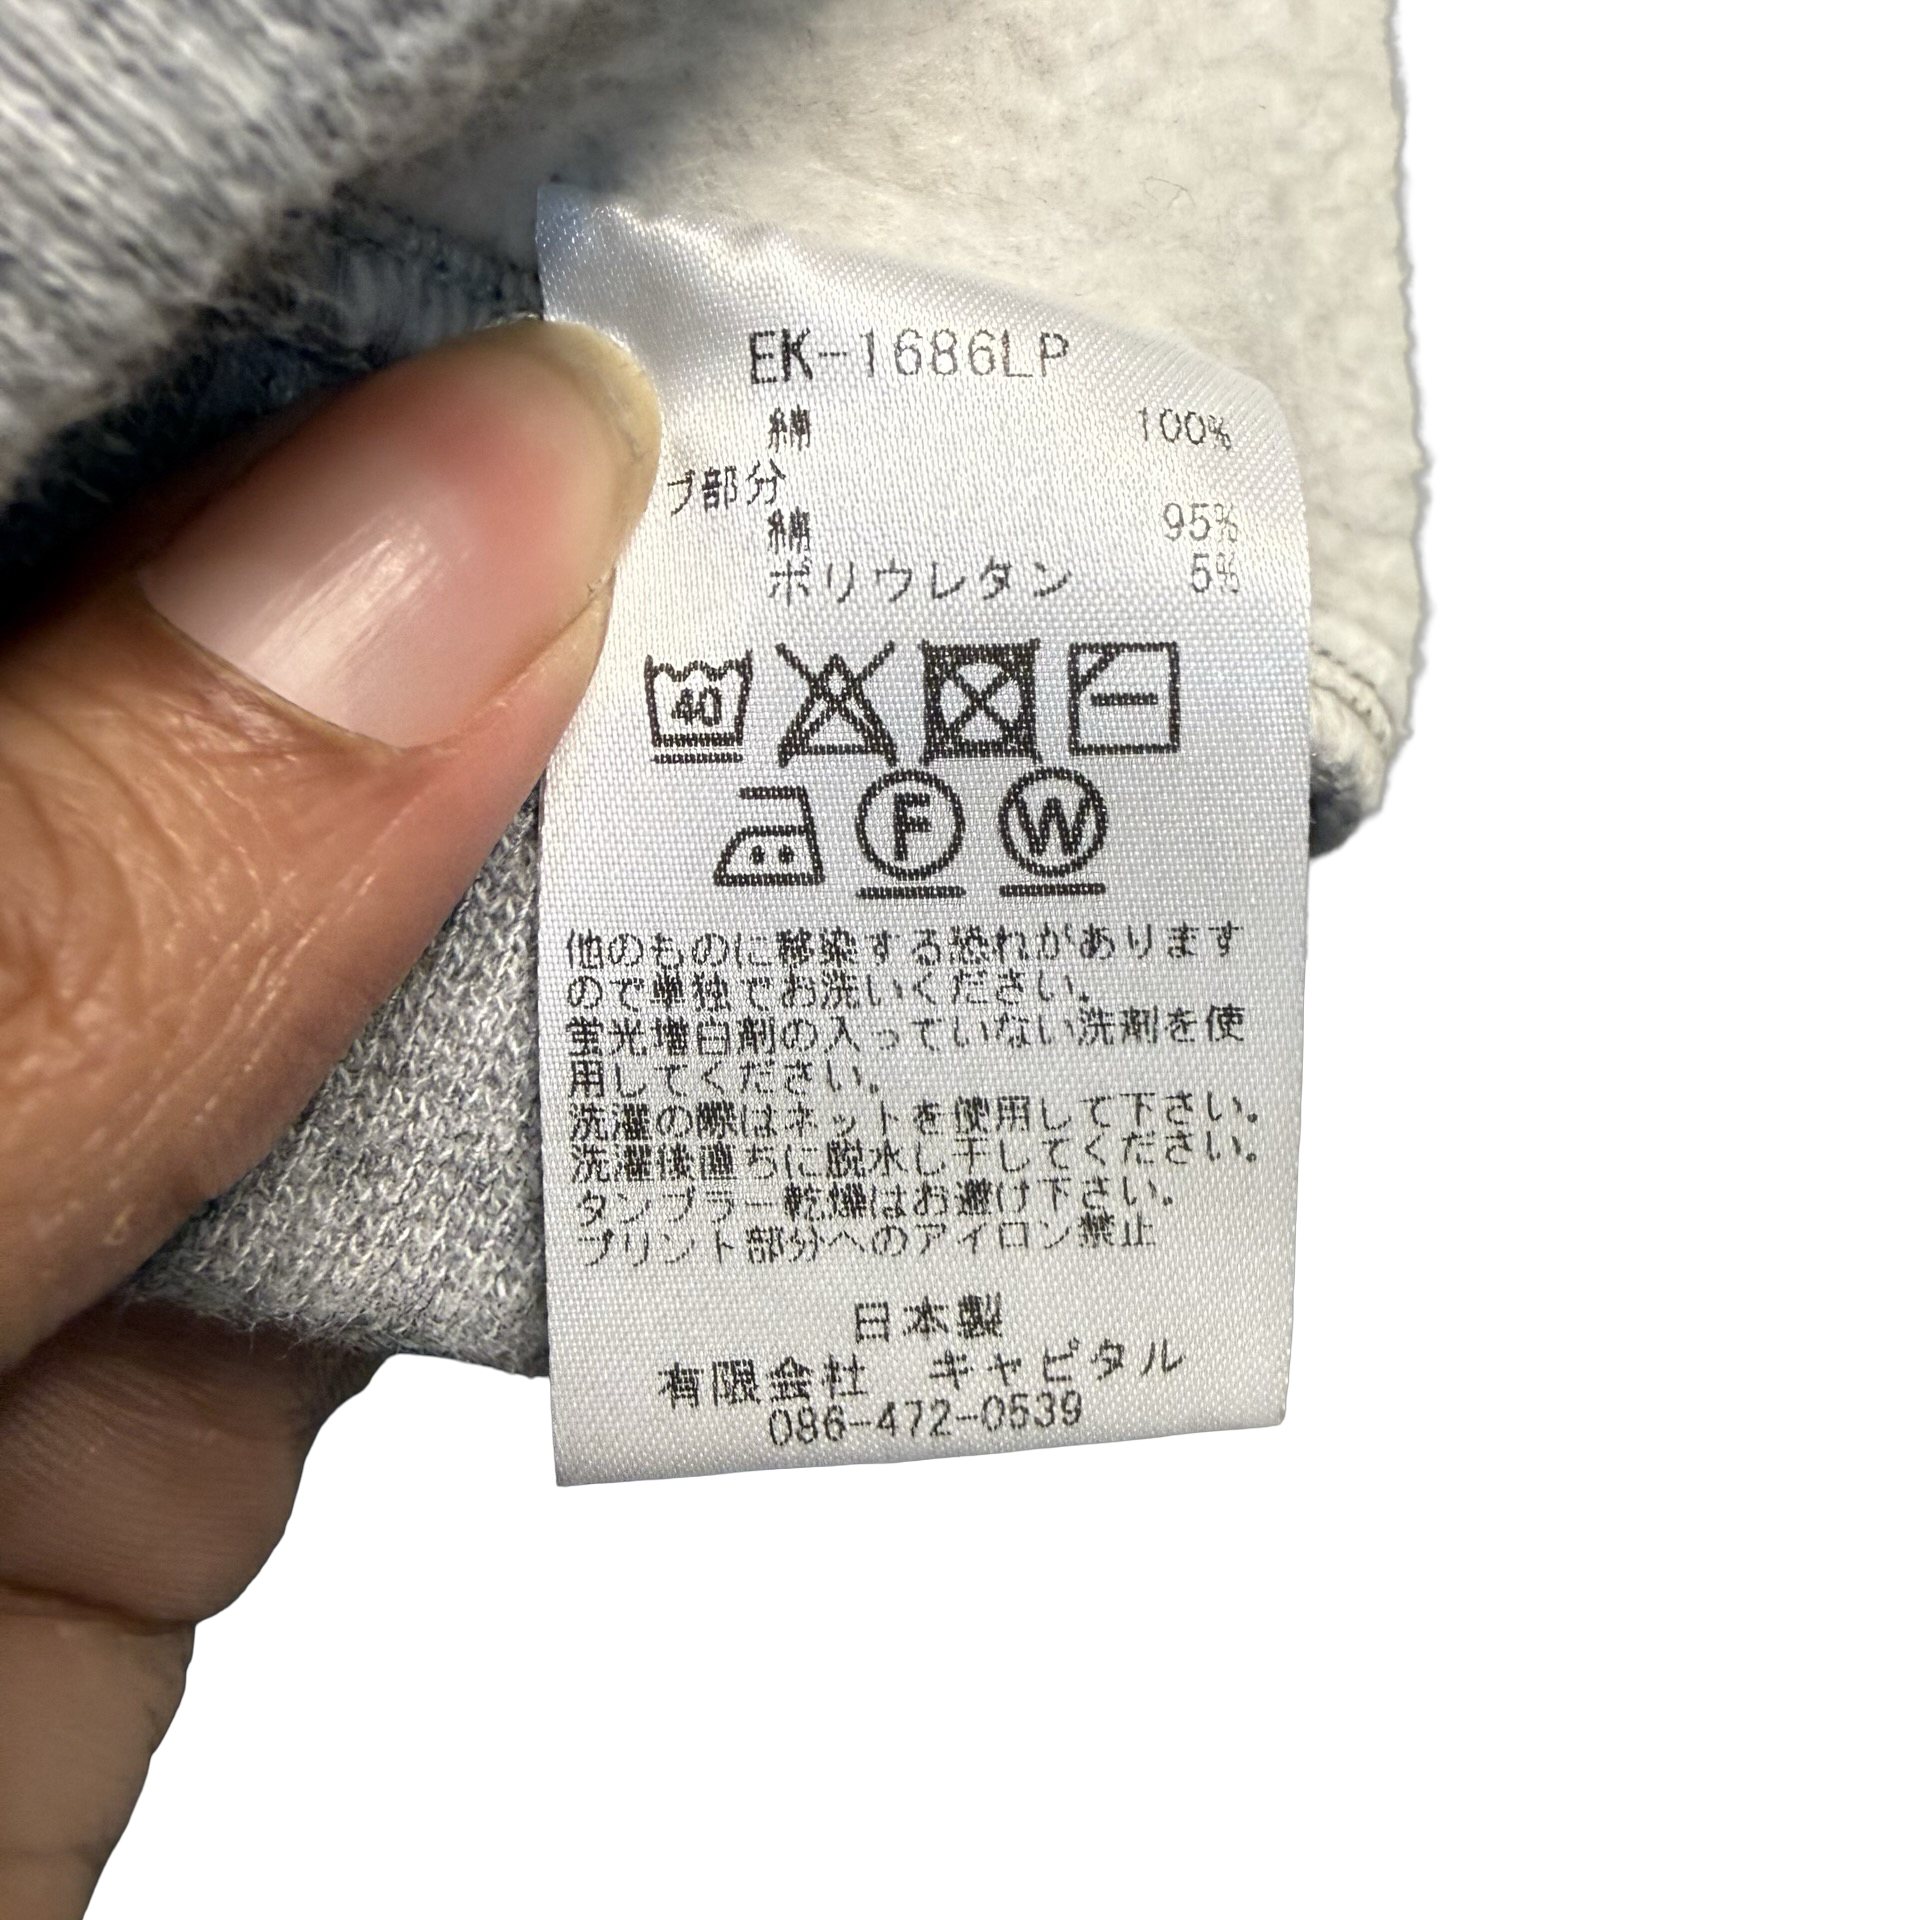 EK-1686LP
綿 100%
ブ部分
綿 95%
ポリウレタン 5%
40
F W
他のものに移染する恐れがあります
ので単独でお洗いください。
蛍光増白剤の入っていない洗剤を使
用してください。
洗濯の際はネットを使用して下さい。
洗濯後直ちに脱水し干してください。
タンブラー乾燥はお避け下さい。
プリント部分へのアイロン禁止
日本製
有限会社 キャピタル
086-472-0539